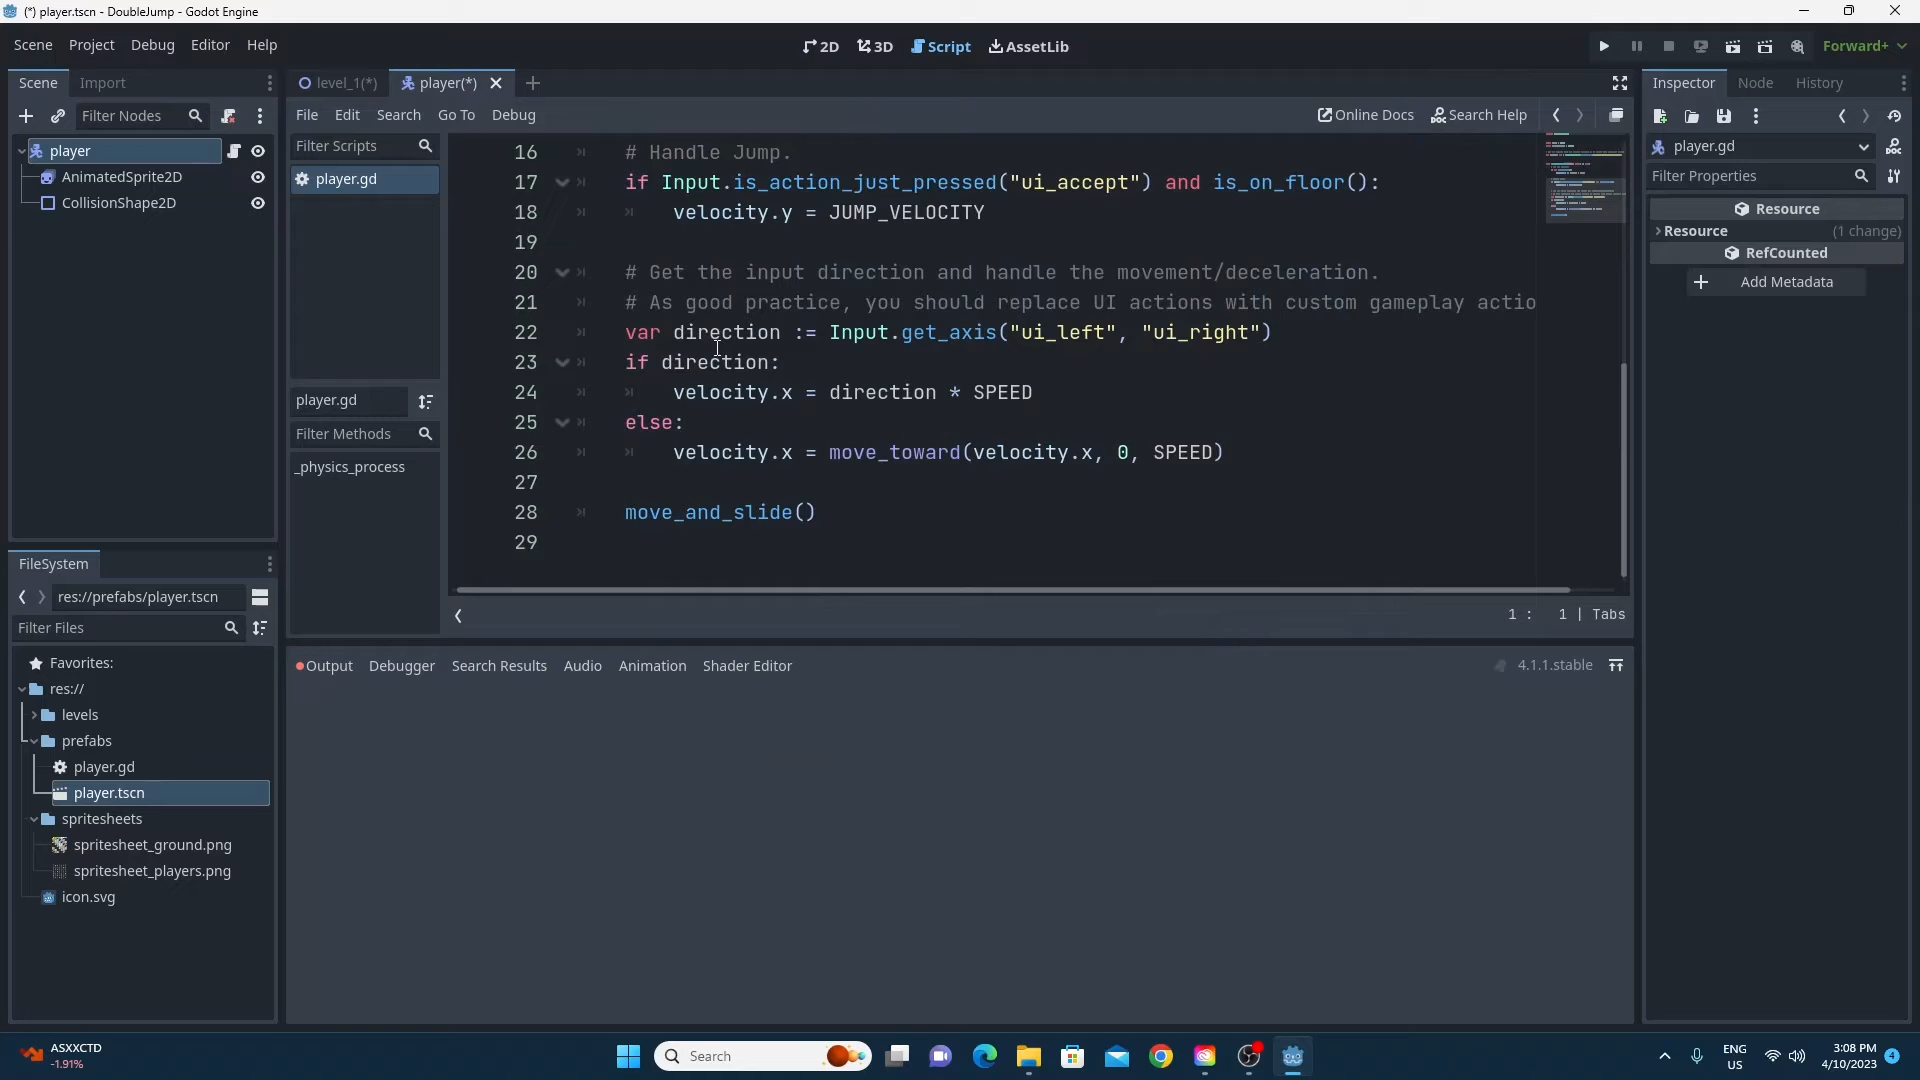 (*) player.tscn - DoubleJump - Godot Engine
Scene Project Debug Editor Help
2D 3D Script AssetLib
Forward+
Scene Import
level_1(*) player(*)
Inspector Node History
Filter Nodes
File Edit Search Go To Debug
Online Docs Search Help
player
AnimatedSprite2D
CollisionShape2D
Filter Scripts
player.gd
player.gd
Filter Methods
_physics_process
16 # Handle Jump.
17 if Input.is_action_just_pressed("ui_accept") and is_on_floor():
18 velocity.y = JUMP_VELOCITY
19
20 # Get the input direction and handle the movement/deceleration.
21 # As good practice, you should replace UI actions with custom gameplay actio
22 var direction := Input.get_axis("ui_left", "ui_right")
23 if direction:
24 velocity.x = direction * SPEED
25 else:
26 velocity.x = move_toward(velocity.x, 0, SPEED)
27
28 move_and_slide()
29
1 : 1 | Tabs
player.gd
Filter Properties
Resource
Resource (1 change)
RefCounted
Add Metadata
FileSystem
res://prefabs/player.tscn
Filter Files
Favorites:
res://
levels
prefabs
player.gd
player.tscn
spritesheets
spritesheet_ground.png
spritesheet_players.png
icon.svg
Output Debugger Search Results Audio Animation Shader Editor
4.1.1.stable
ASXXCTD
-1.91%
Search
ENG
US
3:08 PM
4/10/2023
4